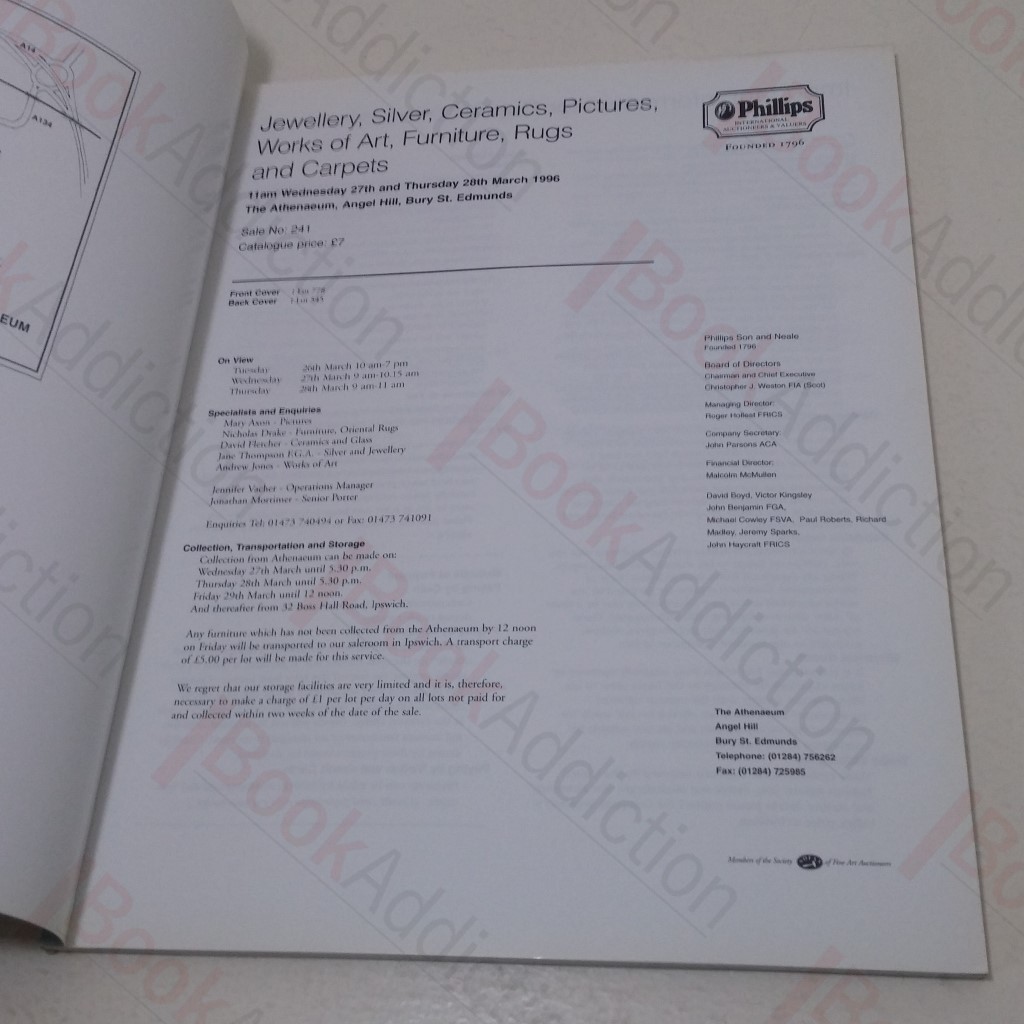 A14
A134
EUM
Jewellery, Silver, Ceramics, Pictures,
Works of Art, Furniture, Rugs
and Carpets
11am Wednesday 27th and Thursday 28th March 1996
The Athenaeum, Angel Hill, Bury St. Edmunds
Sale No: 241
Catalogue price: £7
Phillips
INTERNATIONAL
AUCTIONEERS & VALUERS
FOUNDED 1796
Front Cover : Lot 778
Back Cover : Lot
On View
Tuesday 26th March 10 am-7 pm
Wednesday 27th March 9 am-10.15 am
Thursday 28th March 9 am-11 am
Specialists and Enquiries
Mary Axon - Pictures
Nicholas Drake - Furniture, Oriental Rugs
David Fletcher - Ceramics and Glass
Jane Thompson F.G.A. - Silver and Jewellery
Andrew Jones - Works of Art
Jennifer Vacher - Operations Manager
Jonathan Mortimer - Senior Porter
Enquiries Tel: 01473 740494 or Fax: 01473 741091
Collection, Transportation and Storage
Collection from Athenaeum can be made on:
Wednesday 27th March until 5.30 p.m.
Thursday 28th March until 5.30 p.m.
Friday 29th March until 12 noon.
And thereafter from 32 Boss Hall Road, Ipswich.
Any furniture which has not been collected from the Athenaeum by 12 noon
on Friday will be transported to our saleroom in Ipswich. A transport charge
of £5.00 per lot will be made for this service.
We regret that our storage facilities are very limited and it is, therefore,
necessary to make a charge of £1 per lot per day on all lots not paid for
and collected within two weeks of the date of the sale.
Phillips Son and Neale
Founded 1796
Board of Directors
Chairman and Chief Executive
Christopher J. Weston FIA (Scot)
Managing Director:
Roger Hollest FRICS
Company Secretary:
John Parsons ACA
Financial Director:
Malcolm McMullen
David Boyd, Victor Kingsley
John Benjamin FGA,
Michael Cowley FSVA, Paul Roberts, Richard
Madley, Jeremy Sparks,
John Haycraft FRICS
The Athenaeum
Angel Hill
Bury St. Edmunds
Telephone: (01284) 756262
Fax: (01284) 725985
Members of the Society of Fine Art Auctioneers
BookAddiction
BookAddiction
BookAddiction
BookAddiction
BookAddiction